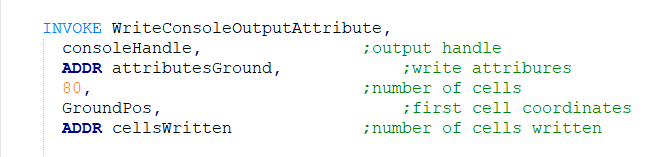 INVOKE WriteConsoleOutputAttribute,
consoleHandle, ;output handle
ADDR attributesGround, ;write attribures
80, ;number of cells
GroundPos, ;first cell coordinates
ADDR cellsWritten ;number of cells written